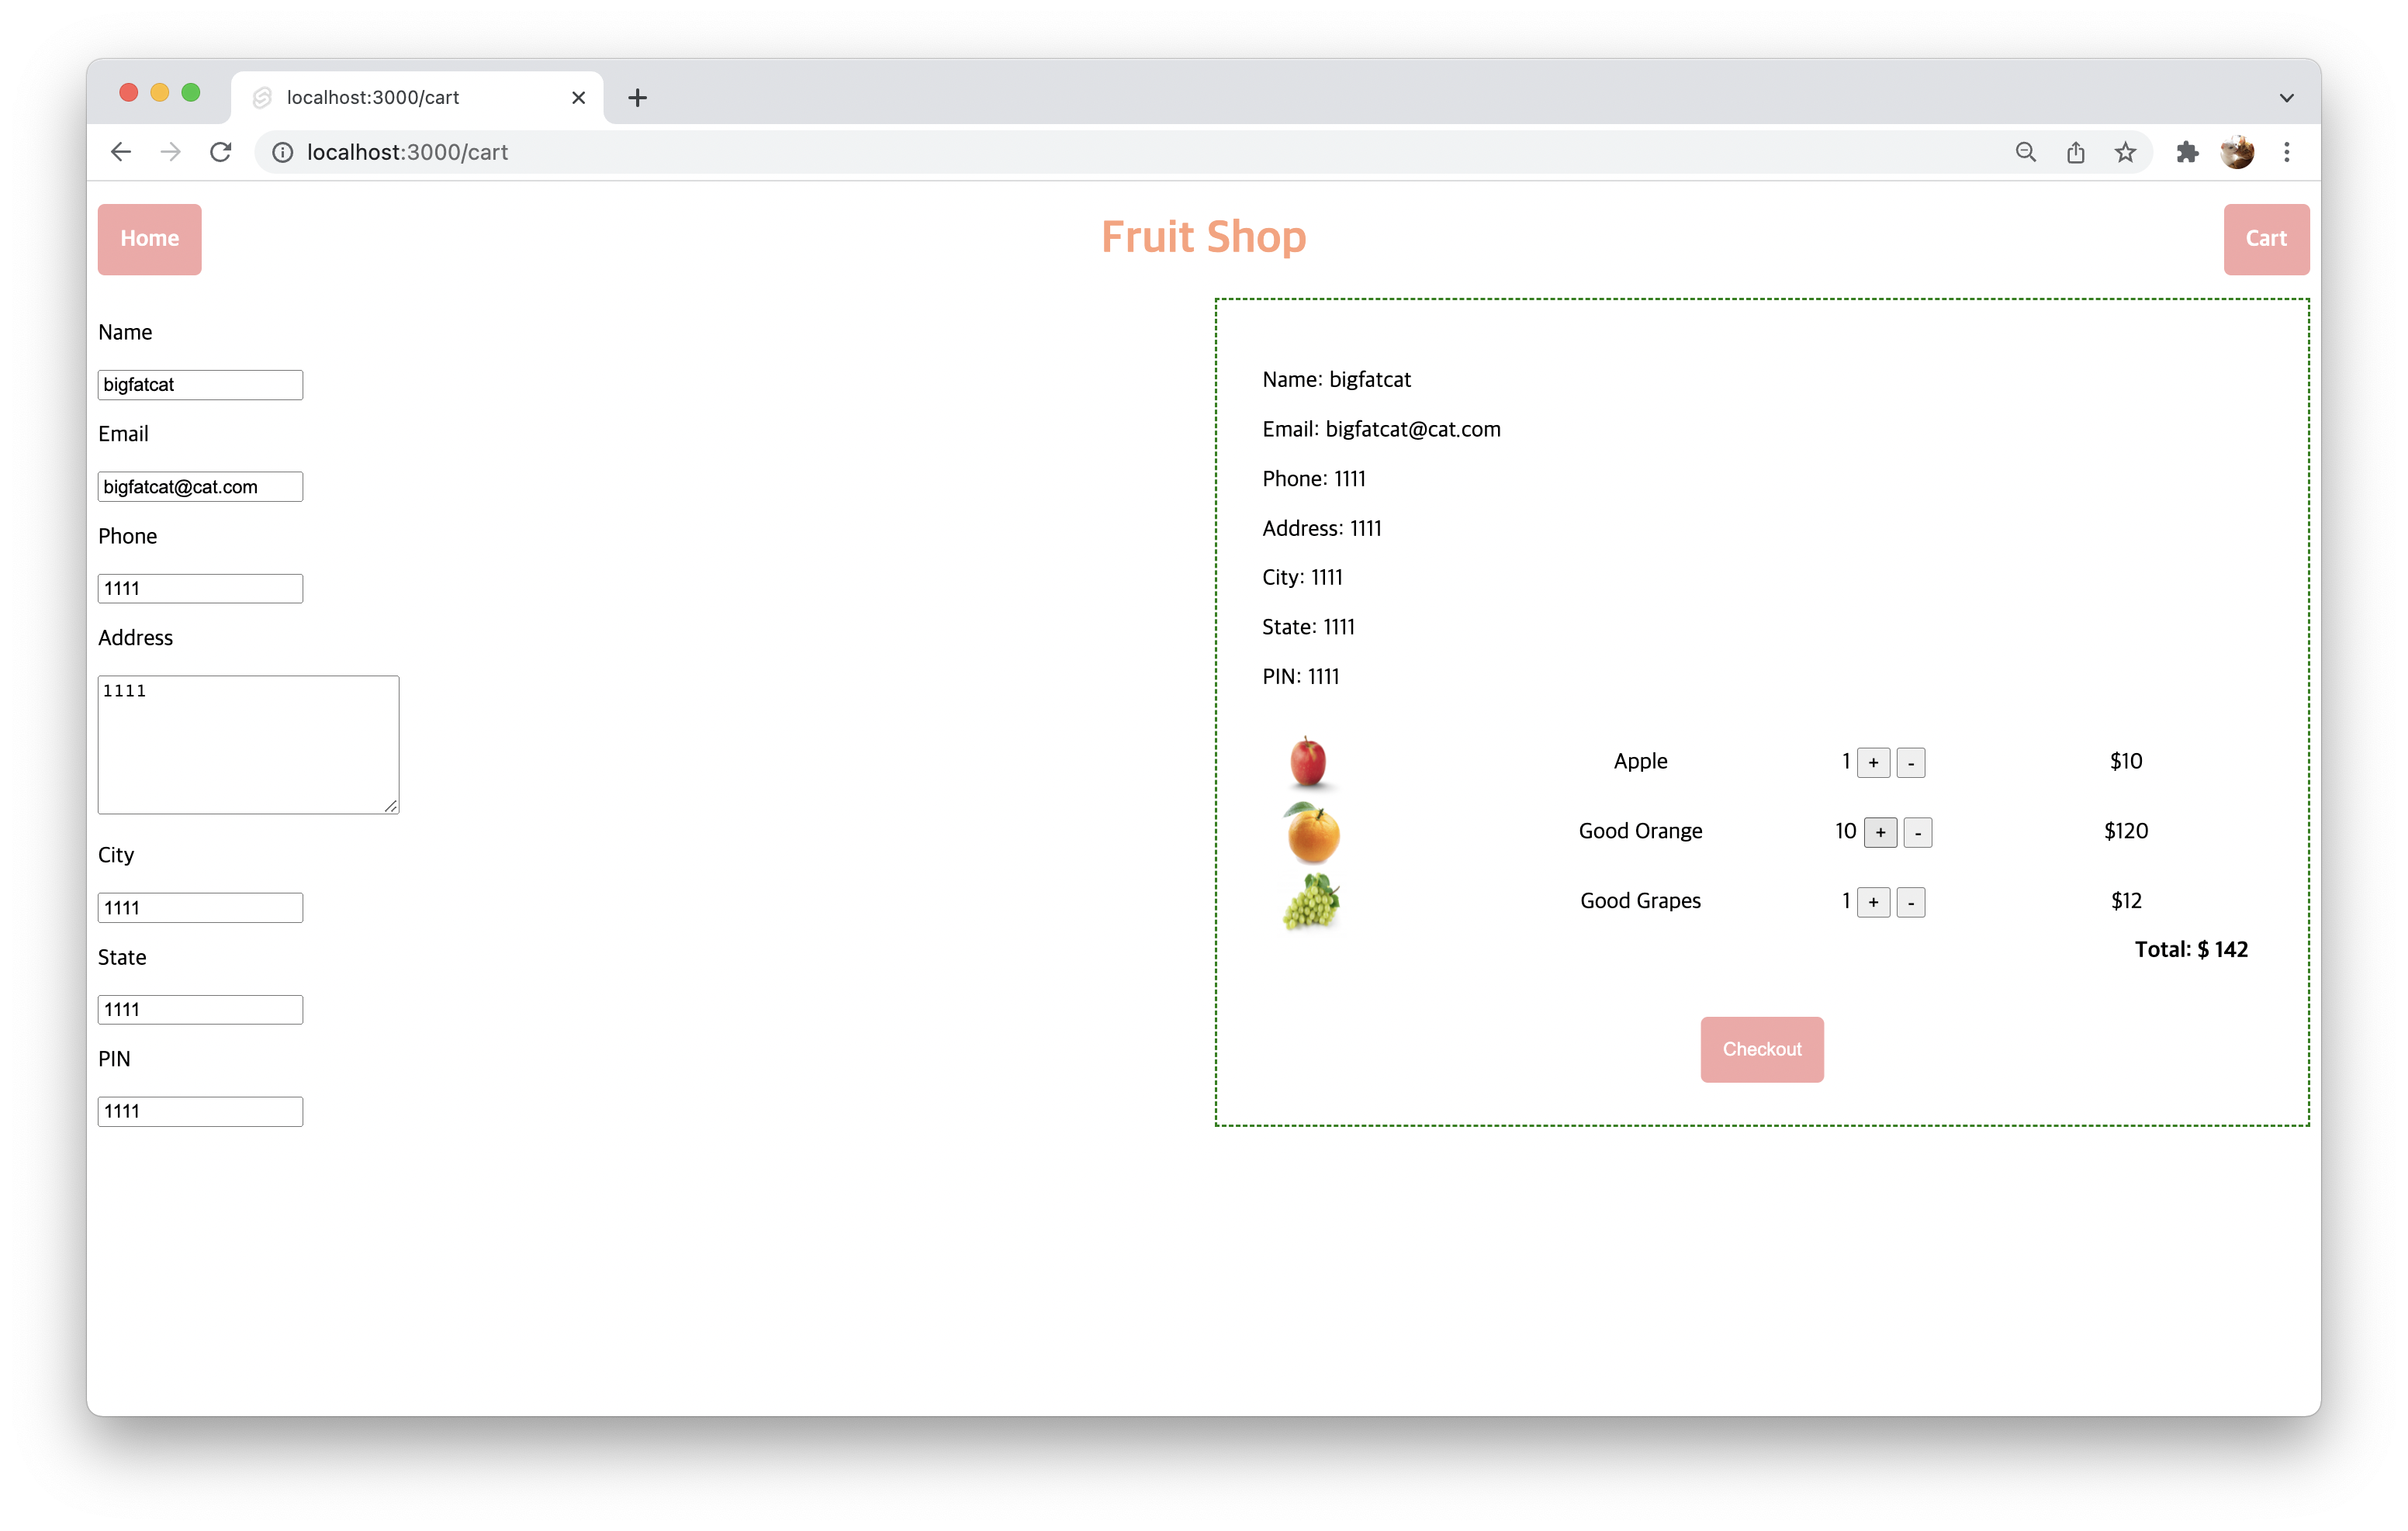 localhost:3000/cart
localhost:3000/cart
Home
Fruit Shop
Cart
Name
bigfatcat
Email
bigfatcat@cat.com
Phone
1111
Address
1111
City
1111
State
1111
PIN
1111
Name: bigfatcat
Email: bigfatcat@cat.com
Phone: 1111
Address: 1111
City: 1111
State: 1111
PIN: 1111
Apple 1 + - $10
Good Orange 10 + - $120
Good Grapes 1 + - $12
Total: $ 142
Checkout